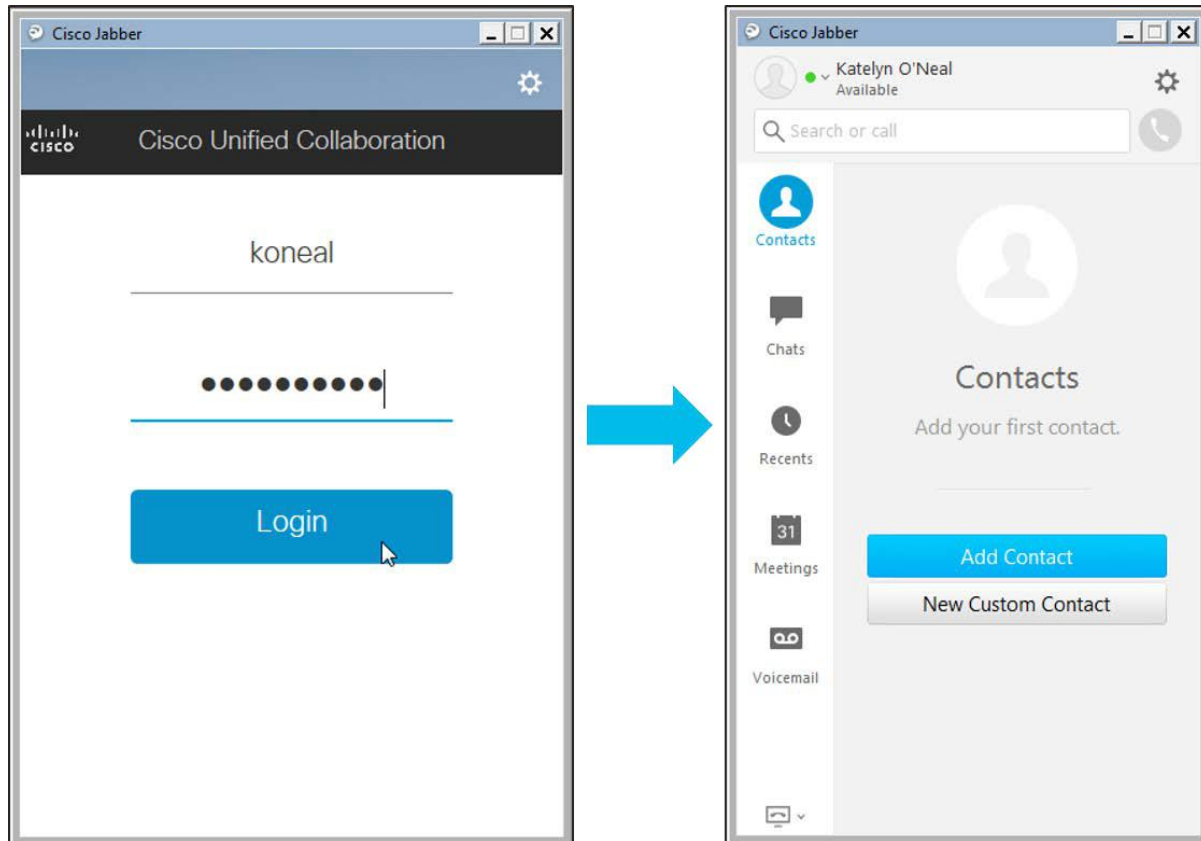 Cisco Jabber
CISCO
Cisco Unified Collaboration
koneal
●●●●●●●●●●
Login
Cisco Jabber
Katelyn O'Neal
Available
Search or call
Contacts
Chats
Recents
31
Meetings
Voicemail
Contacts
Add your first contact.
Add Contact
New Custom Contact